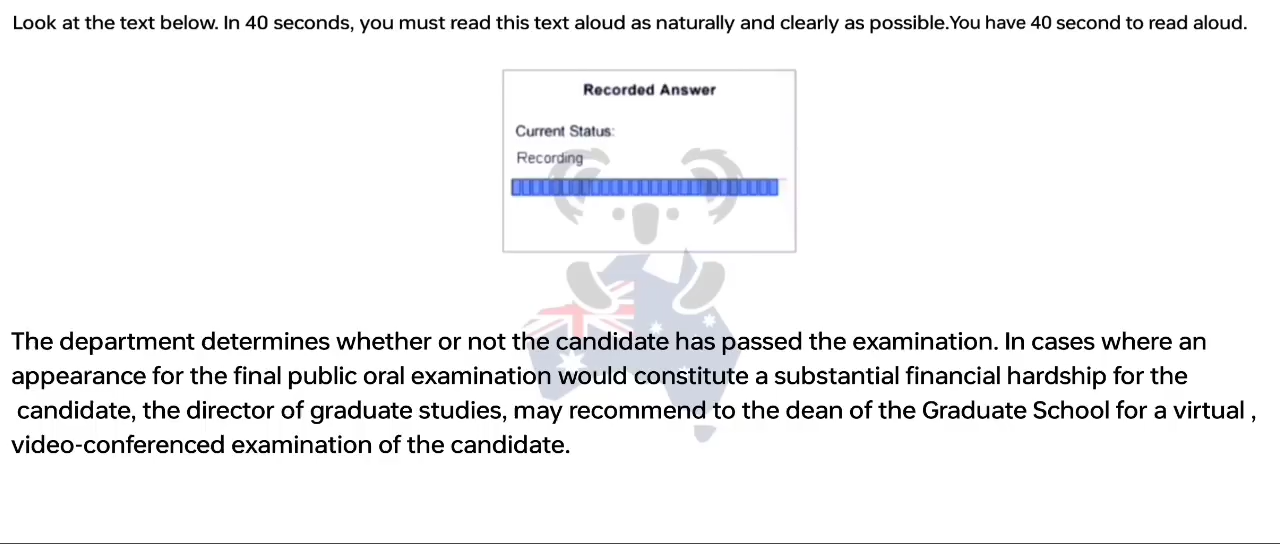 Look at the text below. In 40 seconds, you must read this text aloud as naturally and clearly as possible.You have 40 second to read aloud.
Recorded Answer
Current Status:
Recording
The department determines whether or not the candidate has passed the examination. In cases where an
appearance for the final public oral examination would constitute a substantial financial hardship for the
candidate, the director of graduate studies, may recommend to the dean of the Graduate School for a virtual ,
video-conferenced examination of the candidate.